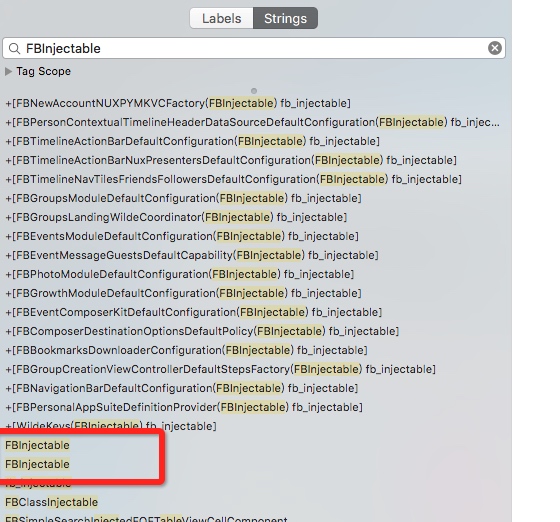 Labels Strings
FBInjectable
Tag Scope
+[FBNewAccountNUXPYMKVCFactory(FBInjectable) fb_injectable]
+[FBPersonContextualTimelineHeaderDataSourceDefaultConfiguration(FBInjectable) fb_injec...
+[FBTimelineActionBarDefaultConfiguration(FBInjectable) fb_injectable]
+[FBTimelineActionBarNuxPresentersDefaultConfiguration(FBInjectable) fb_injectable]
+[FBTimelineNavTilesFriendsFollowersDefaultConfiguration(FBInjectable) fb_injectable]
+[FBGroupsModuleDefaultConfiguration(FBInjectable) fb_injectable]
+[FBGroupsLandingWildeCoordinator(FBInjectable) fb_injectable]
+[FBEventsModuleDefaultConfiguration(FBInjectable) fb_injectable]
+[FBEventMessageGuestsDefaultCapability(FBInjectable) fb_injectable]
+[FBPhotoModuleDefaultConfiguration(FBInjectable) fb_injectable]
+[FBGrowthModuleDefaultConfiguration(FBInjectable) fb_injectable]
+[FBEventComposerKitDefaultConfiguration(FBInjectable) fb_injectable]
+[FBComposerDestinationOptionsDefaultPolicy(FBInjectable) fb_injectable]
+[FBBookmarksDownloaderConfiguration(FBInjectable) fb_injectable]
+[FBGroupCreationViewControllerDefaultStepsFactory(FBInjectable) fb_injectable]
+[FBNavigationBarDefaultConfiguration(FBInjectable) fb_injectable]
+[FBPersonalAppSuiteDefinitionProvider(FBInjectable) fb_injectable]
+[WildeKeys(FBInjectable) fb_injectable]
FBInjectable
FBInjectable
fb_injectable
FBClassInjectable
FBSimpleSearchInjectedFQFTableViewCellComponent